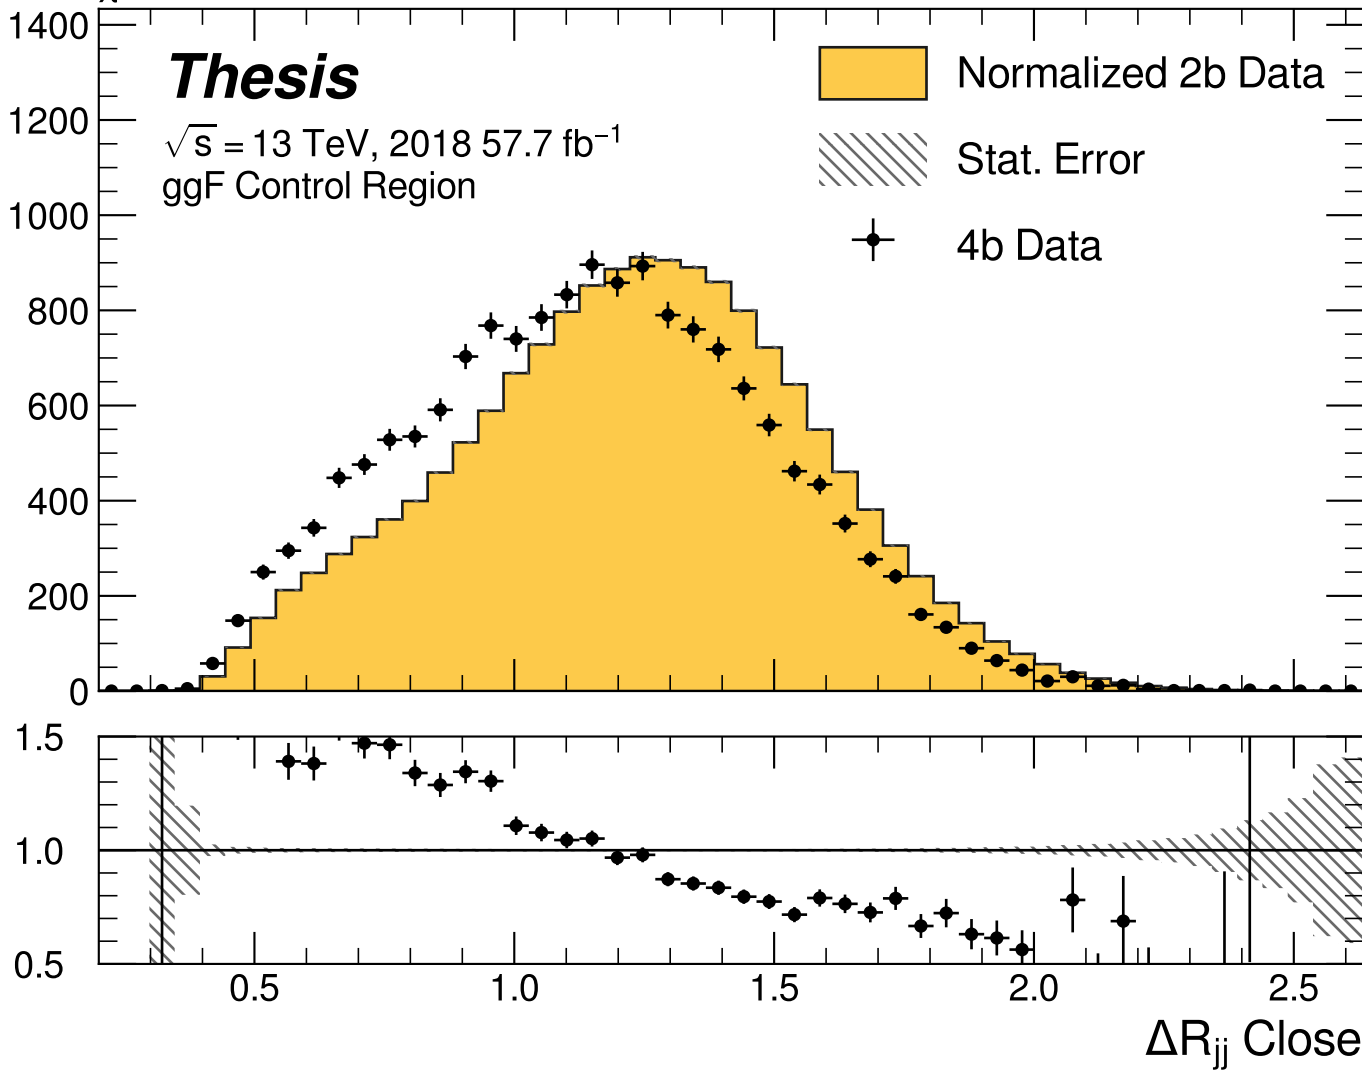 1400
1200
1000
800
600
400
200
0
Thesis
√s = 13 TeV, 2018 57.7 fb⁻¹
ggF Control Region
Normalized 2b Data
Stat. Error
4b Data
1.5
1.0
0.5
0.5 1.0 1.5 2.0 2.5
ΔR_jj Close